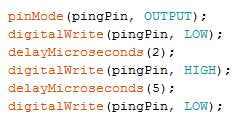 pinMode(pingPin, OUTPUT);
digitalWrite(pingPin, LOW);
delayMicroseconds(2);
digitalWrite(pingPin, HIGH);
delayMicroseconds(5);
digitalWrite(pingPin, LOW);